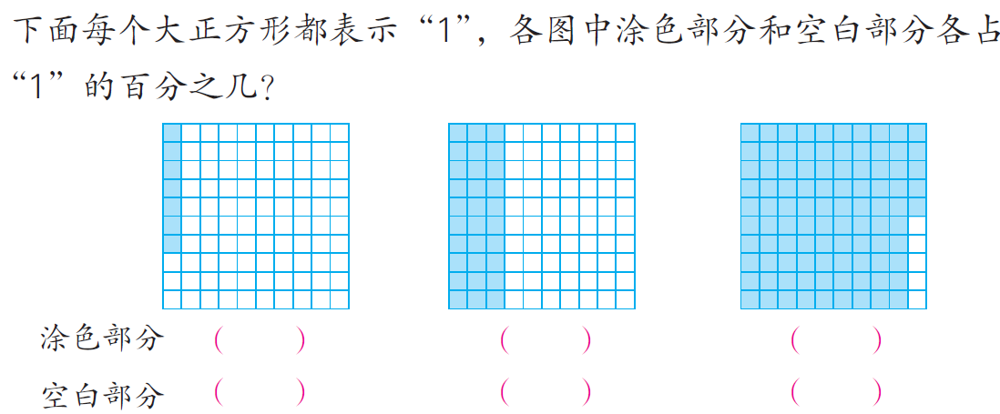 下面每个大正方形都表示“1”，各图中涂色部分和空白部分各占
“1”的百分之几？
涂色部分 （ ） （ ） （ ）
空白部分 （ ） （ ） （ ）